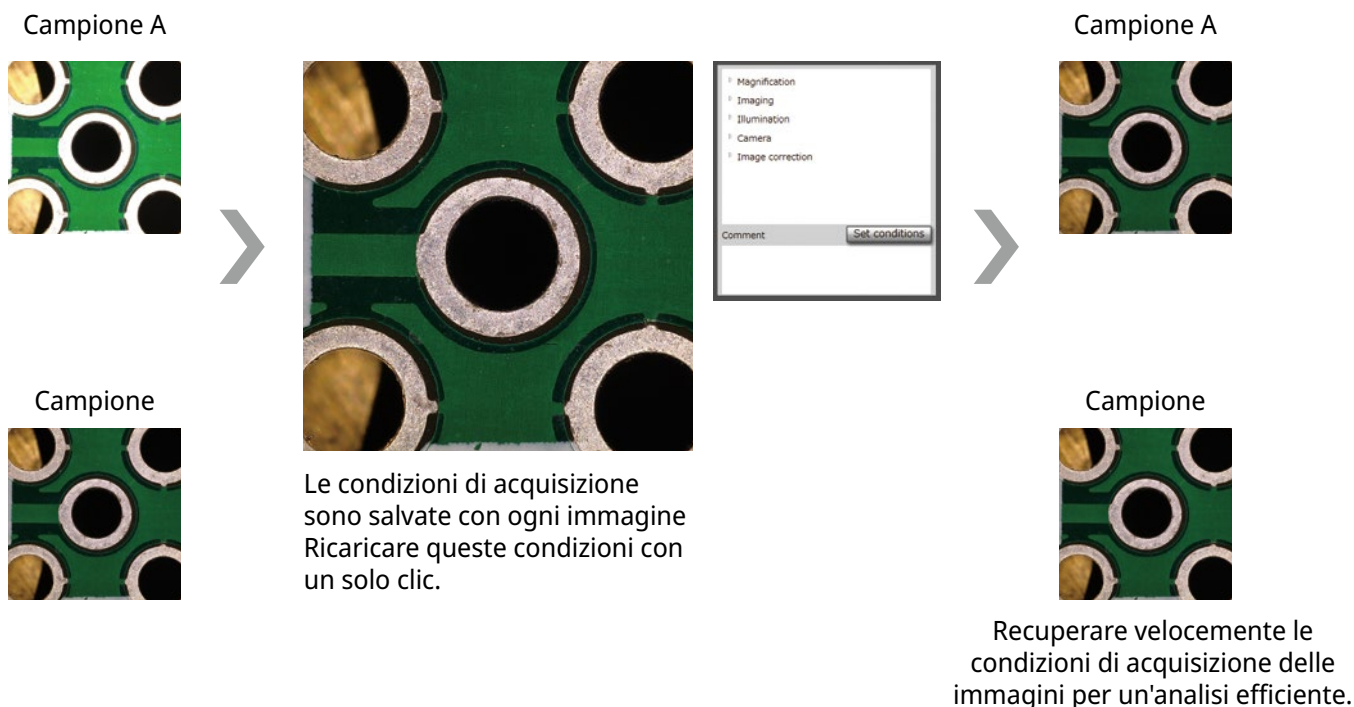 Campione A
Campione A
Magnification
Imaging
Illumination
Camera
Image correction
Comment
Set conditions
Campione
Campione
Le condizioni di acquisizione
sono salvate con ogni immagine
Ricaricare queste condizioni con
un solo clic.
Recuperare velocemente le
condizioni di acquisizione delle
immagini per un'analisi efficiente.